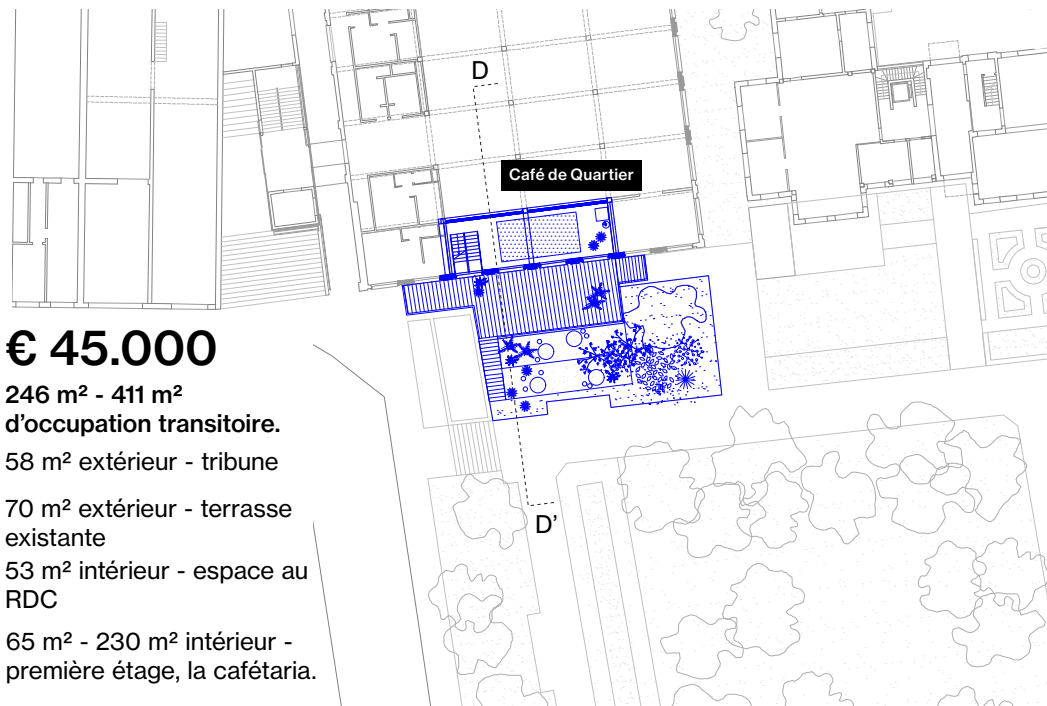 D
Café de Quartier
€ 45.000
246 m² - 411 m²
d’occupation transitoire.
58 m² extérieur - tribune
70 m² extérieur - terrasse
existante
53 m² intérieur - espace au
RDC
65 m² - 230 m² intérieur -
première étage, la cafétaria.
D’